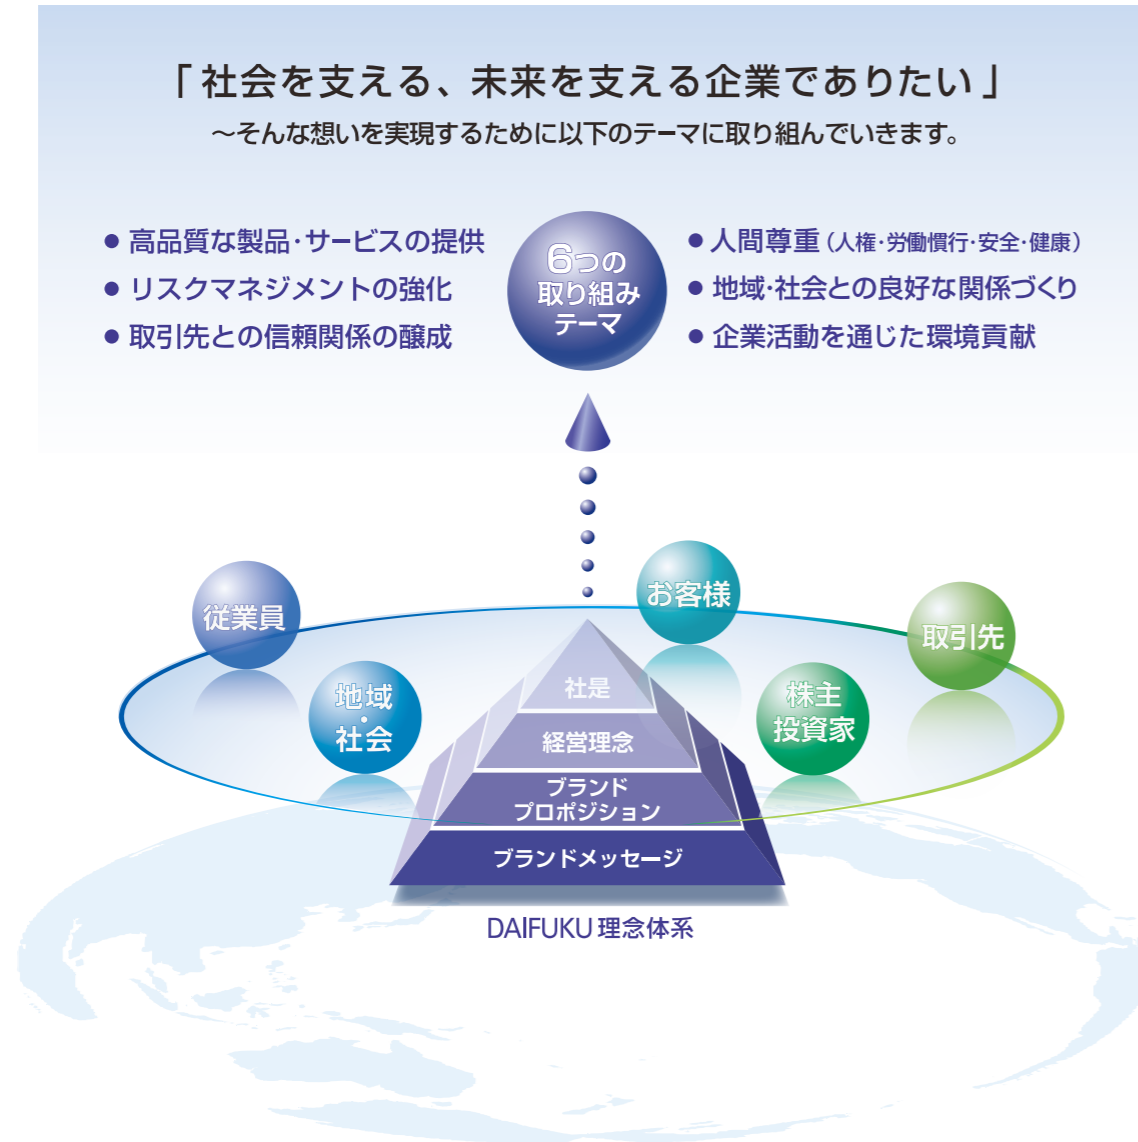 「社会を支える、未来を支える企業でありたい」
～そんな想いを実現するために以下のテーマに取り組んでいきます。
● 高品質な製品・サービスの提供
● リスクマネジメントの強化
● 取引先との信頼関係の醸成
6つの
取り組み
テーマ
● 人間尊重（人権・労働慣行・安全・健康）
● 地域・社会との良好な関係づくり
● 企業活動を通じた環境貢献
従業員
お客様
取引先
地域
・
社会
株主
投資家
社是
経営理念
ブランド
プロポジション
ブランドメッセージ
DAIFUKU 理念体系